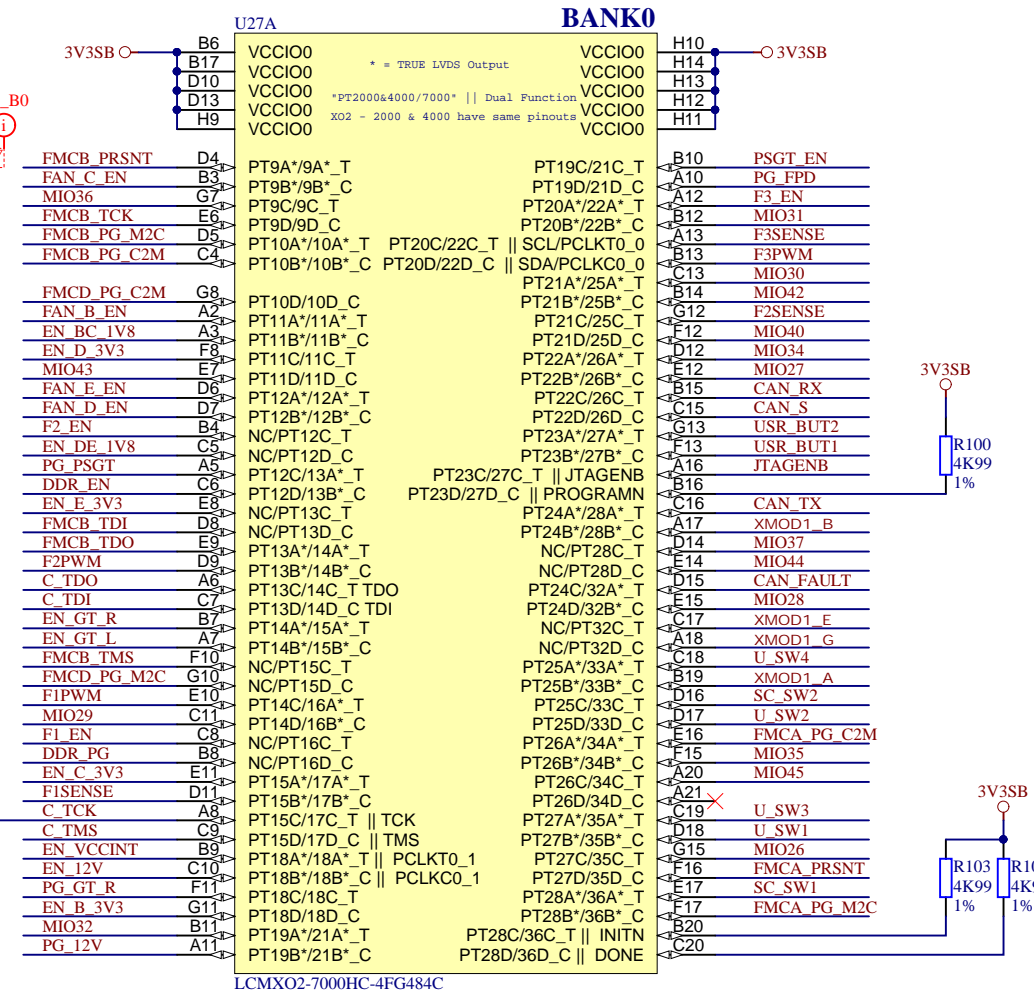 BANK0
U27A
3V3SB B6 VCCIO0 VCCIO0 H10 3V3SB
B17 VCCIO0 * = TRUE LVDS Output VCCIO0 H14
D10 VCCIO0 VCCIO0 H13
D13 VCCIO0 "PT2000&4000/7000" || Dual Function VCCIO0 H12
H9 VCCIO0 XO2 - 2000 & 4000 have same pinouts VCCIO0 H11
_B0
i
FMCB_PRSNT D4 PT9A*/9A*_T PT19C/21C_T B10 PSGT_EN
FAN_C_EN B3 PT9B*/9B*_C PT19D/21D_C A10 PG_FPD
MIO36 G7 PT9C/9C_T PT20A*/22A*_T A12 F3_EN
FMCB_TCK E6 PT9D/9D_C PT20B*/22B*_C B12 MIO31
FMCB_PG_M2C D5 PT10A*/10A*_T PT20C/22C_T || SCL/PCLKT0_0 A13 F3SENSE
FMCB_PG_C2M C4 PT10B*/10B*_C PT20D/22D_C || SDA/PCLKC0_0 B13 F3PWM
PT21A*/25A*_T C13 MIO30
FMCD_PG_C2M G8 PT10D/10D_C PT21B*/25B*_C B14 MIO42
FAN_B_EN A2 PT11A*/11A*_T PT21C/25C_T G12 F2SENSE
EN_BC_1V8 A3 PT11B*/11B*_C PT21D/25D_C F12 MIO40
EN_D_3V3 F8 PT11C/11C_T PT22A*/26A*_T D12 MIO34
MIO43 E7 PT11D/11D_C PT22B*/26B*_C E12 MIO27
FAN_E_EN D6 PT12A*/12A*_T PT22C/26C_T B15 CAN_RX
FAN_D_EN D7 PT12B*/12B*_C PT22D/26D_C C15 CAN_S
F2_EN B4 NC/PT12C_T PT23A*/27A*_T G13 USR_BUT2
EN_DE_1V8 C5 NC/PT12D_C PT23B*/27B*_C F13 USR_BUT1
PG_PSGT A5 PT12C/13A*_T PT23C/27C_T || JTAGENB A16 JTAGENB
DDR_EN C6 PT12D/13B*_C PT23D/27D_C || PROGRAMN B16
EN_E_3V3 E8 NC/PT13C_T PT24A*/28A*_T C16 CAN_TX
FMCB_TDI D8 NC/PT13D_C PT24B*/28B*_C A17 XMOD1_B
FMCB_TDO E9 PT13A*/14A*_T NC/PT28C_T D14 MIO37
F2PWM D9 PT13B*/14B*_C NC/PT28D_C E14 MIO44
C_TDO A6 PT13C/14C_T TDO PT24C/32A*_T D15 CAN_FAULT
C_TDI C7 PT13D/14D_C TDI PT24D/32B*_C E15 MIO28
EN_GT_R B7 PT14A*/15A*_T NC/PT32C_T C17 XMOD1_E
EN_GT_L A7 PT14B*/15B*_C NC/PT32D_C A18 XMOD1_G
FMCB_TMS F10 NC/PT15C_T PT25A*/33A*_T C18 U_SW4
FMCD_PG_M2C G10 NC/PT15D_C PT25B*/33B*_C B19 XMOD1_A
F1PWM E10 PT14C/16A*_T PT25C/33C_T D16 SC_SW2
MIO29 C11 PT14D/16B*_C PT25D/33D_C D17 U_SW2
F1_EN C8 NC/PT16C_T PT26A*/34A*_T E16 FMCA_PG_C2M
DDR_PG B8 NC/PT16D_C PT26B*/34B*_C F15 MIO35
EN_C_3V3 E11 PT15A*/17A*_T PT26C/34C_T A20 MIO45
F1SENSE D11 PT15B*/17B*_C PT26D/34D_C A21
C_TCK A8 PT15C/17C_T || TCK PT27A*/35A*_T C19 U_SW3
C_TMS C9 PT15D/17D_C || TMS PT27B*/35B*_C D18 U_SW1
EN_VCCINT B9 PT18A*/18A*_T || PCLKT0_1 PT27C/35C_T G15 MIO26
EN_12V C10 PT18B*/18B*_C || PCLKC0_1 PT27D/35D_C F16 FMCA_PRSNT
PG_GT_R F11 PT18C/18C_T PT28A*/36A*_T E17 SC_SW1
EN_B_3V3 G11 PT18D/18D_C PT28B*/36B*_C F17 FMCA_PG_M2C
MIO32 B11 PT19A*/21A*_T PT28C/36C_T || INITN B20
PG_12V A11 PT19B*/21B*_C PT28D/36D_C || DONE C20
LCMXO2-7000HC-4FG484C
3V3SB
R100
4K99
1%
3V3SB
R103
4K99
1%
1%